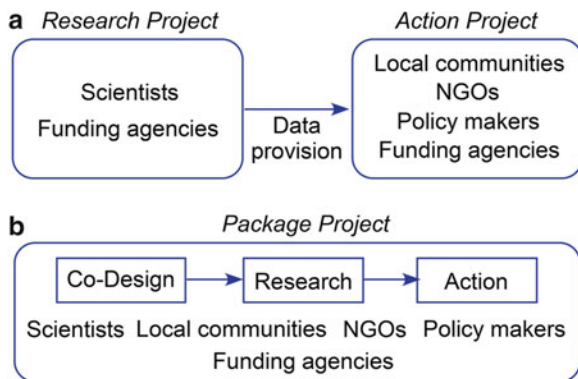 a
Research Project
Action Project
Scientists
Funding agencies
Data
provision
Local communities
NGOs
Policy makers
Funding agencies
b
Package Project
Co-Design
Research
Action
Scientists Local communities NGOs Policy makers
Funding agencies